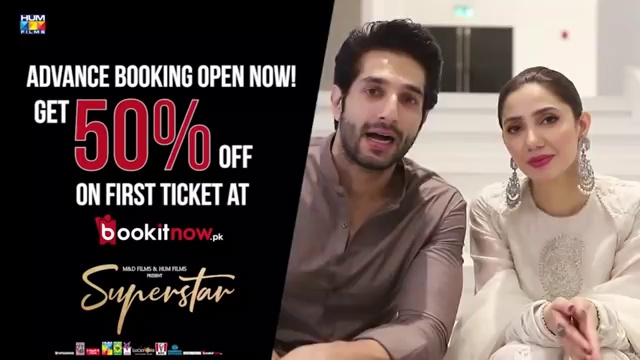 HUM
FILMS
ADVANCE BOOKING OPEN NOW!
GET 50% OFF
ON FIRST TICKET AT
bookitnow.pk
M&D FILMS & HUM FILMS
PRESENT
Superstar